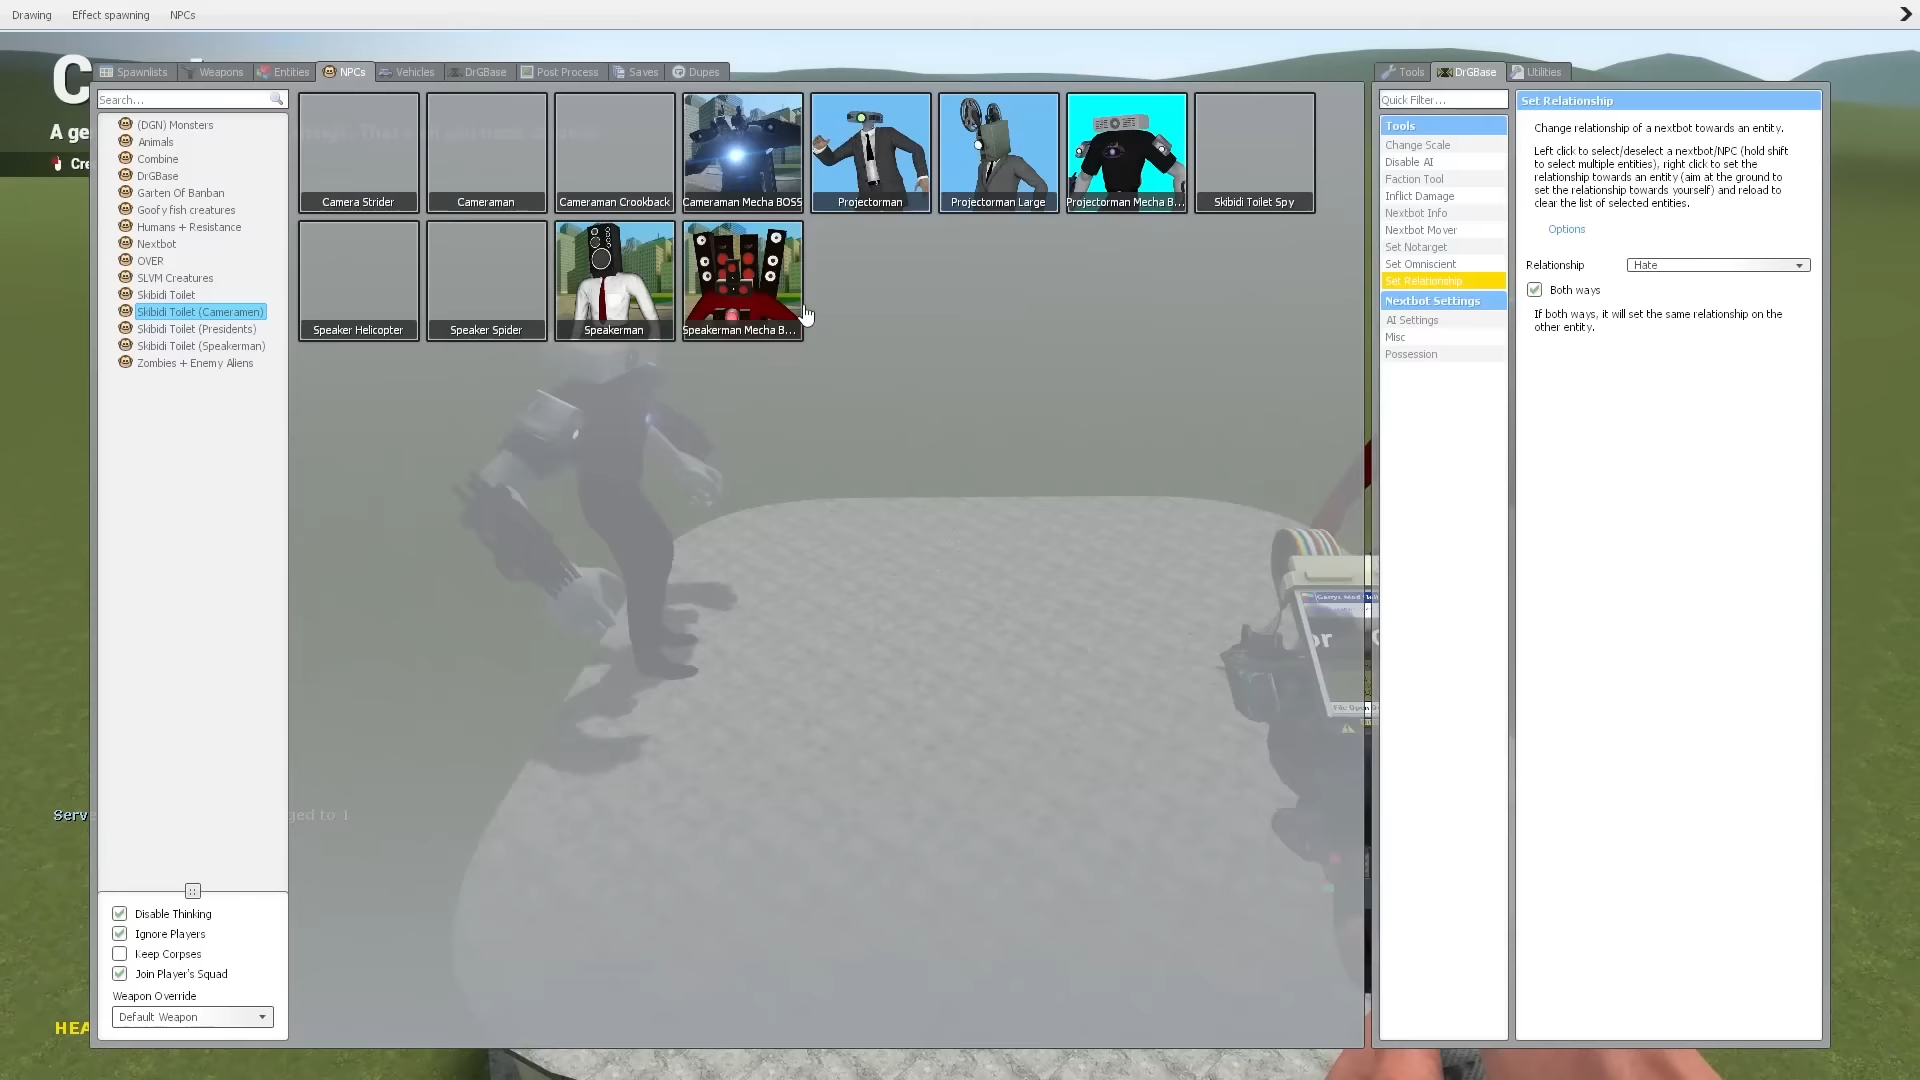 Drawing Effect spawning NPCs
Spawnlists Weapons Entities NPCs Vehicles DrGBase Post Process Saves Dupes
Tools DrGBase Utilities
C
A ge
Cre
Search...
(DGN) Monsters
Animals
Combine
DrGBase
Garten Of Banban
Goofy fish creatures
Humans + Resistance
Nextbot
OVER
SLVM Creatures
Skibidi Toilet
Skibidi Toilet (Cameramen)
Skibidi Toilet (Presidents)
Skibidi Toilet (Speakerman)
Zombies + Enemy Aliens
Camera Strider
Cameraman
Cameraman Crookback
Cameraman Mecha BOSS
Projectorman
Projectorman Large
Projectorman Mecha B...
Skibidi Toilet Spy
Speaker Helicopter
Speaker Spider
Speakerman
Speakerman Mecha B...
Quick Filter...
Tools
Change Scale
Disable AI
Faction Tool
Inflict Damage
Nextbot Info
Nextbot Mover
Set Notarget
Set Omniscient
Set Relationship
Nextbot Settings
AI Settings
Misc
Possession
Set Relationship
Change relationship of a nextbot towards an entity.
Left click to select/deselect a nextbot/NPC (hold shift
to select multiple entities), right click to set the
relationship towards an entity (aim at the ground to
set the relationship towards yourself) and reload to
clear the list of selected entities.
Options
Relationship Hate
Both ways
If both ways, it will set the same relationship on the
other entity.
Serv
ged to 1
Disable Thinking
Ignore Players
Keep Corpses
Join Player's Squad
Weapon Override
Default Weapon
HEA